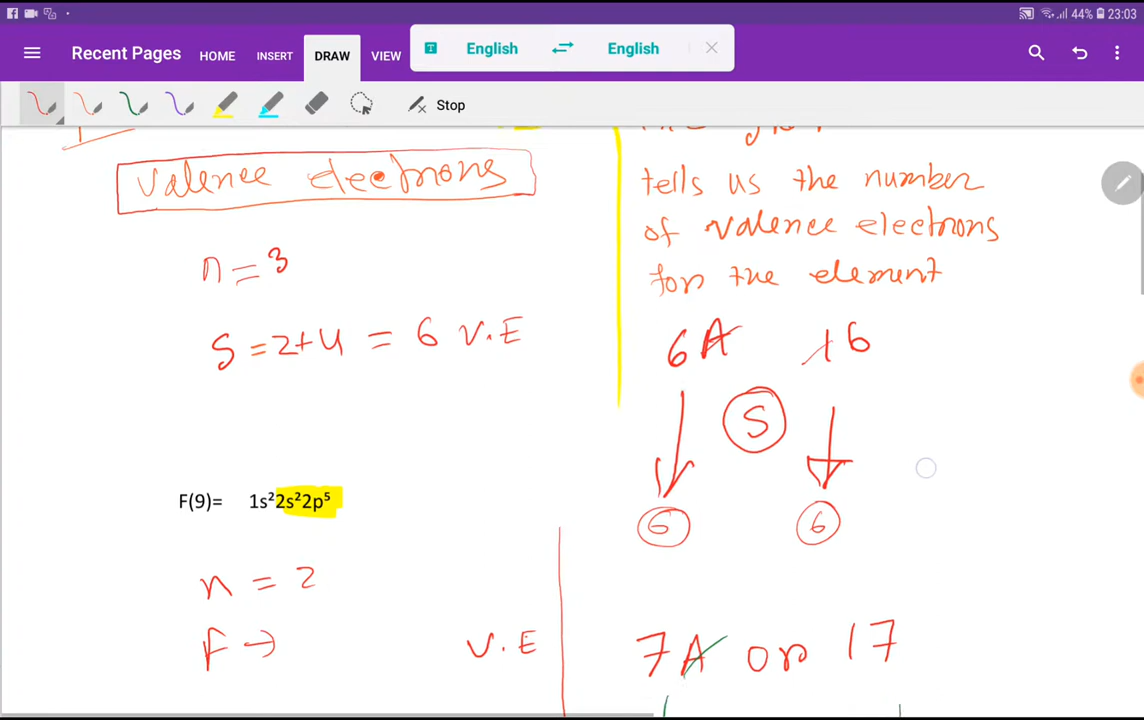 44% 23:03
Recent Pages HOME INSERT DRAW VIEW
English English
Stop
valence electrons
n = 3
S = 2+4 = 6 V.E
F(9)= 1s²2s²2p⁵
n = 2
F → V.E
tells us the number
of valence electrons
for the element
6A 16
S
6 6
7A or 17